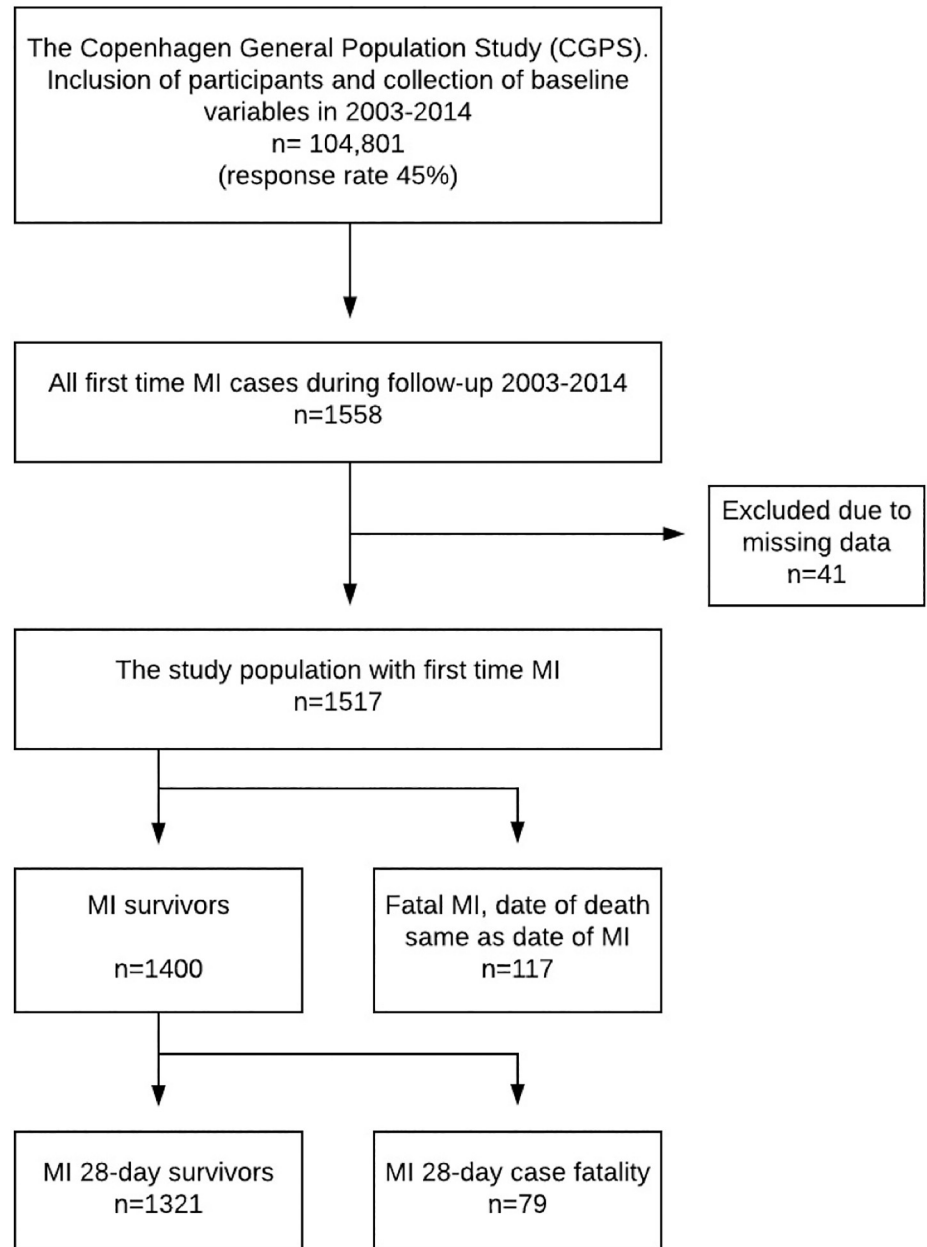 The Copenhagen General Population Study (CGPS).
Inclusion of participants and collection of baseline
variables in 2003-2014
n= 104,801
(response rate 45%)
All first time MI cases during follow-up 2003-2014
n=1558
Excluded due to
missing data
n=41
The study population with first time MI
n=1517
MI survivors
n=1400
Fatal MI, date of death
same as date of MI
n=117
MI 28-day survivors
n=1321
MI 28-day case fatality
n=79